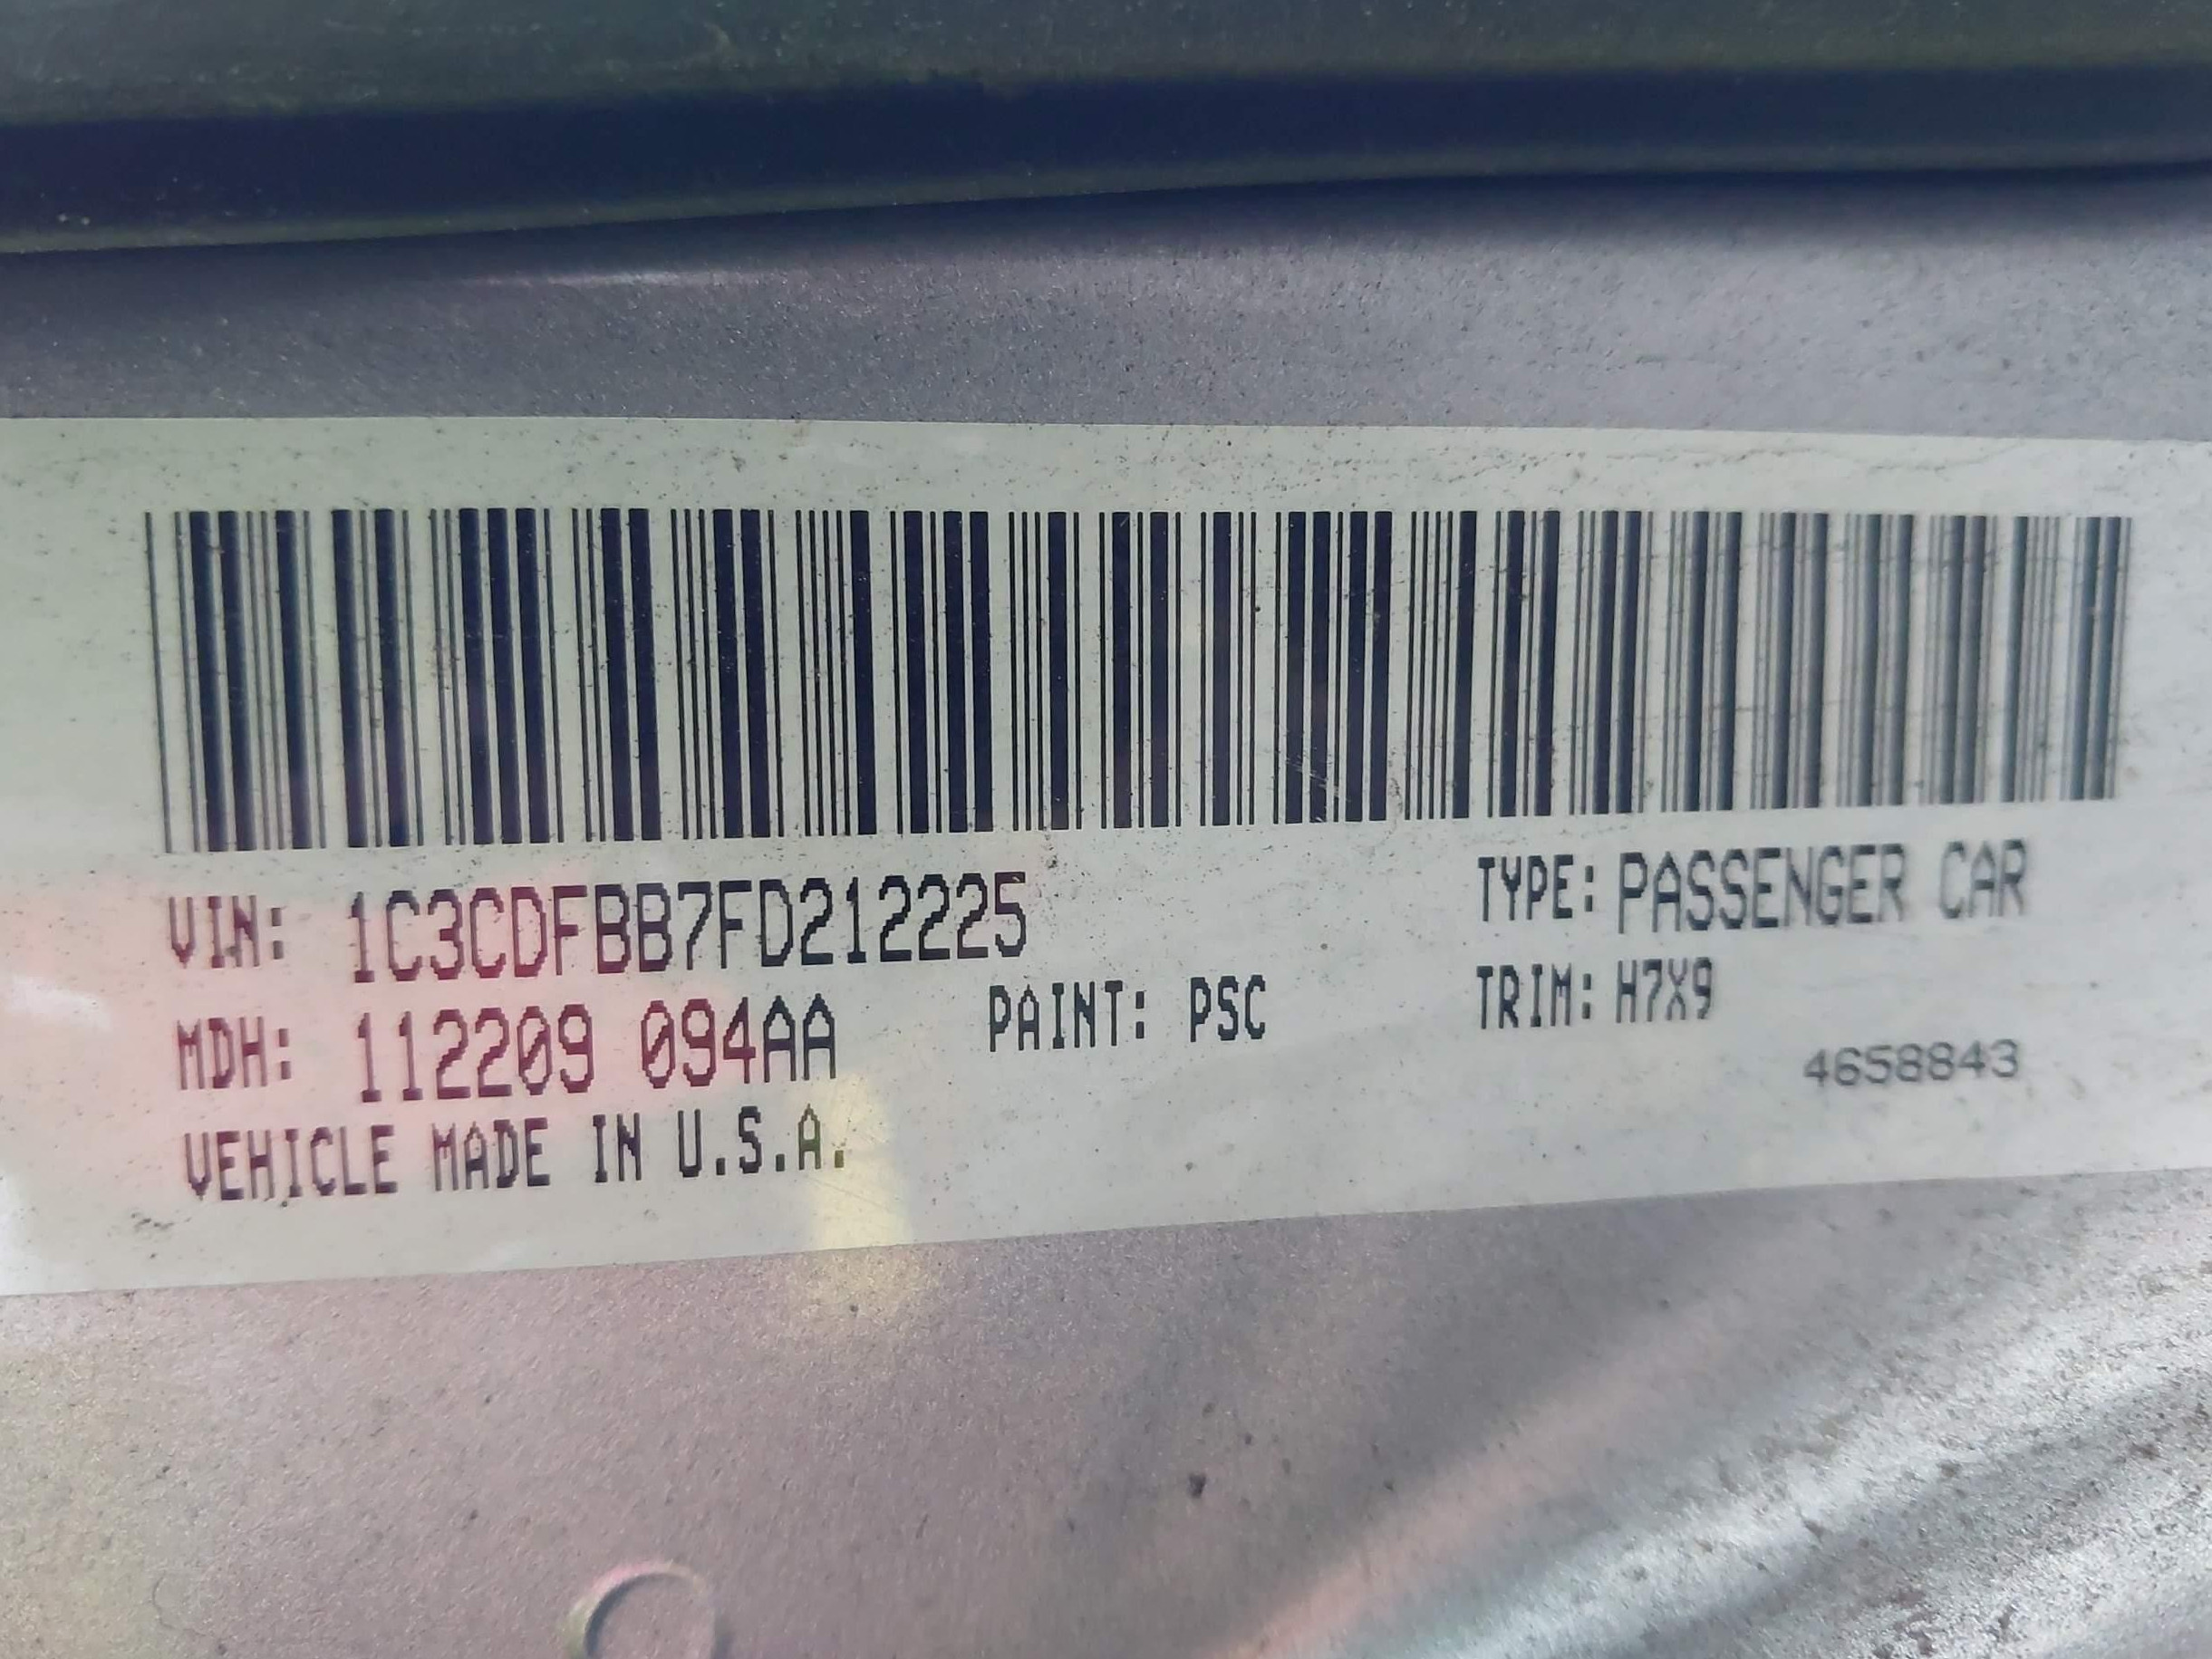 VIN: 1C3CDFBB7FD212225 TYPE: PASSENGER CAR
MDH: 112209 094AA PAINT: PSC TRIM: H7X9
4658843
VEHICLE MADE IN U.S.A.